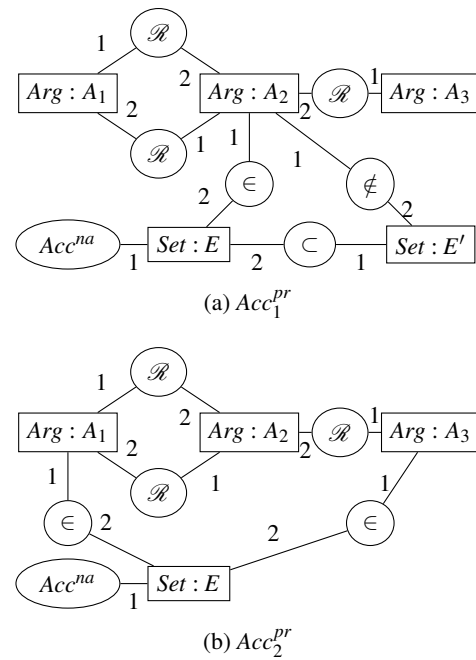 1 ℛ 2
Arg : A₁ Arg : A₂ ℛ 1 Arg : A₃
2 ℛ 1 2
1 1
2 ∈ ∉ 2
Accⁿᵃ 1 Set : E 2 ⊂ 1 Set : E′
(a) Acc₁ᵖʳ
1 ℛ 2
Arg : A₁ Arg : A₂ ℛ 1 Arg : A₃
2 ℛ 1 2
1 1
∈ 2 2 ∈
Accⁿᵃ 1 Set : E
(b) Acc₂ᵖʳ